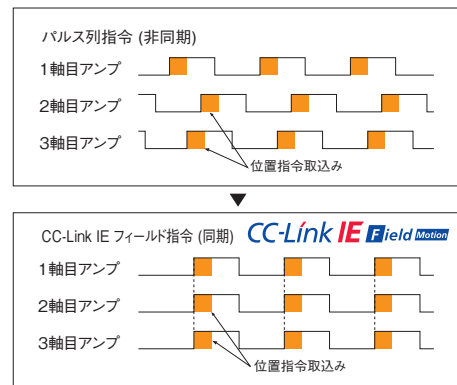 パルス列指令 (非同期)
1軸目アンプ
2軸目アンプ
3軸目アンプ
位置指令取込み
CC-Link IE フィールド指令 (同期) CC-Link IE Field Motion
1軸目アンプ
2軸目アンプ
3軸目アンプ
位置指令取込み